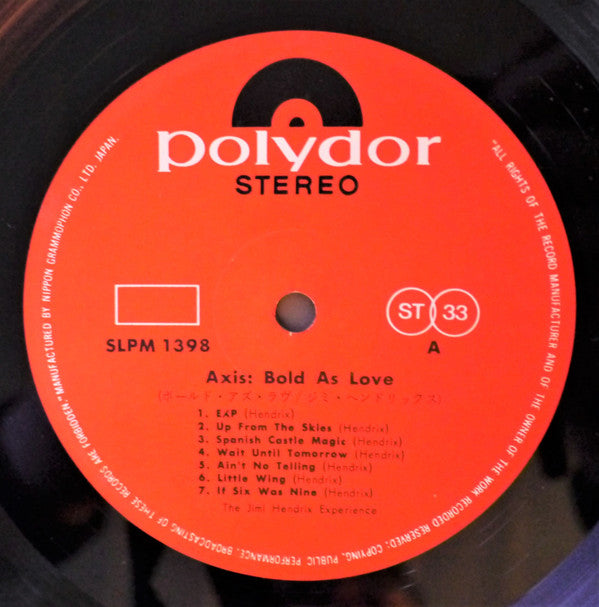 polydor
STEREO
SLPM 1398
ST 33
A
Axis: Bold As Love
(ボールド・アズ・ラヴ/ジミ・ヘンドリックス)
1. EXP (Hendrix)
2. Up From The Skies (Hendrix)
3. Spanish Castle Magic (Hendrix)
4. Wait Until Tomorrow (Hendrix)
5. Ain't No Telling (Hendrix)
6. Little Wing (Hendrix)
7. If Six Was Nine (Hendrix)
The Jimi Hendrix Experience
"ALL RIGHTS OF THE RECORD MANUFACTURER AND OF THE OWNER OF THE WORK RECORDED RESERVED. COPYING, PUBLIC PERFORMANCE, BROADCASTING OF THESE RECORDS ARE FORBIDDEN." MANUFACTURED BY NIPPON GRAMMOPHON CO., LTD. JAPAN.